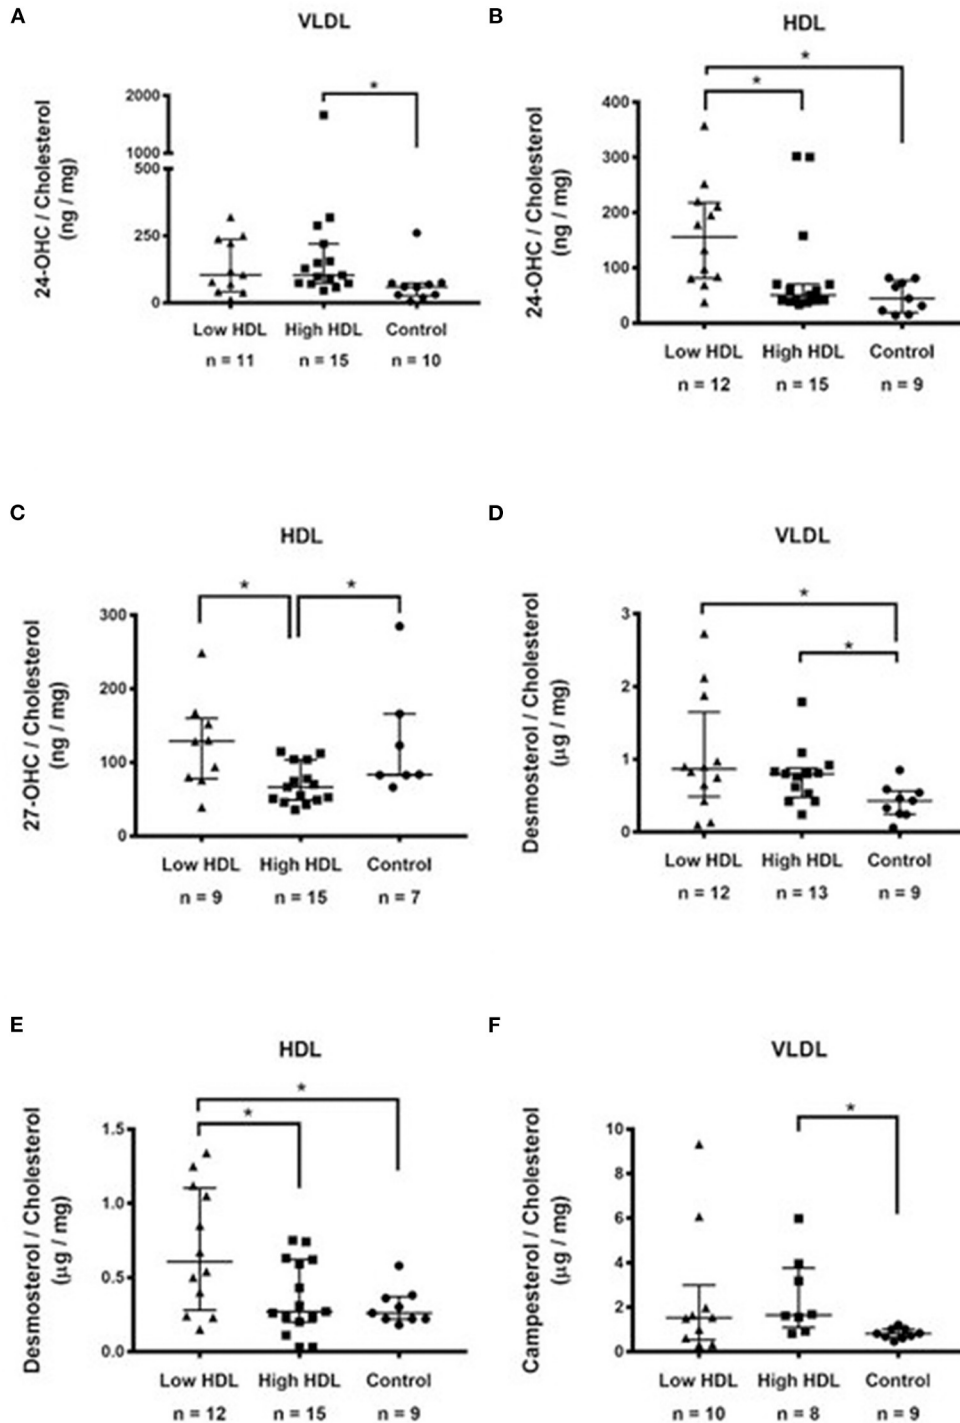 A
VLDL
24-OHC / Cholesterol
(ng / mg)
2000
1000
500
250
0
*
Low HDL
High HDL
Control
n = 11
n = 15
n = 10
B
HDL
24-OHC / Cholesterol
(ng / mg)
400
300
200
100
0
*
*
Low HDL
High HDL
Control
n = 12
n = 15
n = 9
C
HDL
27-OHC / Cholesterol
(ng / mg)
300
200
100
0
*
*
Low HDL
High HDL
Control
n = 9
n = 15
n = 7
D
VLDL
Desmosterol / Cholesterol
(μg / mg)
3
2
1
0
*
*
Low HDL
High HDL
Control
n = 12
n = 13
n = 9
E
HDL
Desmosterol / Cholesterol
(μg / mg)
1.5
1.0
0.5
0.0
*
*
Low HDL
High HDL
Control
n = 12
n = 15
n = 9
F
VLDL
Campesterol / Cholesterol
(μg / mg)
10
8
6
4
2
0
*
Low HDL
High HDL
Control
n = 10
n = 8
n = 9